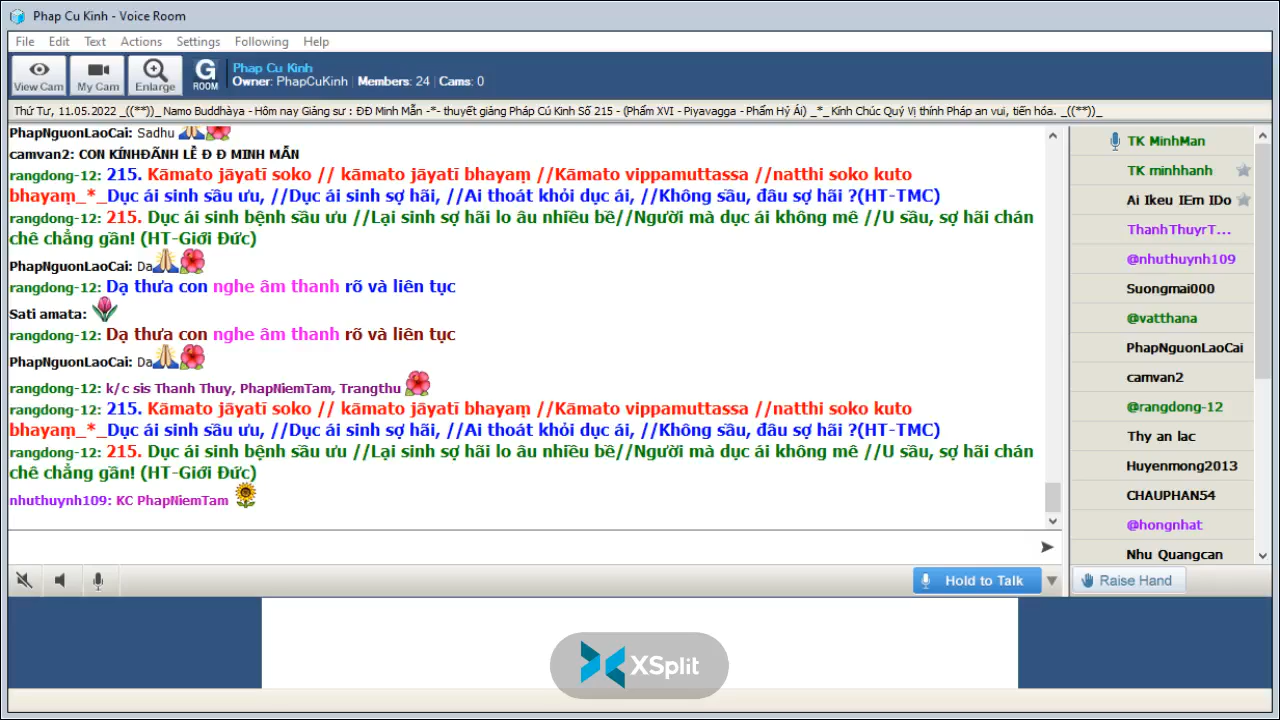 Phap Cu Kinh - Voice Room
File Edit Text Actions Settings Following Help
View Cam My Cam Enlarge G ROOM
Phap Cu Kinh
Owner: PhapCuKinh | Members: 24 | Cams: 0
Thứ Tư, 11.05.2022 _((**))_ Namo Buddhàya - Hôm nay Giảng sư : ĐĐ Minh Mẫn -*- thuyết giảng Pháp Cú Kinh Số 215 - (Phẩm XVI - Piyavagga - Phẩm Hỷ Ái) _*_ Kính Chúc Quý Vị thính Pháp an vui, tiến hóa. _((**))_
PhapNguonLaoCai: Sadhu
camvan2: CON KÍNHĐÃNH LỄ Đ Đ MINH MẪN
rangdong-12: 215. Kāmato jāyatī soko // kāmato jāyatī bhayaṃ //Kāmato vippamuttassa //natthi soko kuto
bhayaṃ_*_Dục ái sinh sầu ưu, //Dục ái sinh sợ hãi, //Ai thoát khỏi dục ái, //Không sầu, đâu sợ hãi ?(HT-TMC)
rangdong-12: 215. Dục ái sinh bệnh sầu ưu //Lại sinh sợ hãi lo âu nhiều bề//Người mà dục ái không mê //U sầu, sợ hãi chán
chê chẳng gần! (HT-Giới Đức)
PhapNguonLaoCai: Da
rangdong-12: Dạ thưa con nghe âm thanh rõ và liên tục
Sati amata:
rangdong-12: Dạ thưa con nghe âm thanh rõ và liên tục
PhapNguonLaoCai: Da
rangdong-12: k/c sis Thanh Thuy, PhapNiemTam, Trangthu
rangdong-12: 215. Kāmato jāyatī soko // kāmato jāyatī bhayaṃ //Kāmato vippamuttassa //natthi soko kuto
bhayaṃ_*_Dục ái sinh sầu ưu, //Dục ái sinh sợ hãi, //Ai thoát khỏi dục ái, //Không sầu, đâu sợ hãi ?(HT-TMC)
rangdong-12: 215. Dục ái sinh bệnh sầu ưu //Lại sinh sợ hãi lo âu nhiều bề//Người mà dục ái không mê //U sầu, sợ hãi chán
chê chẳng gần! (HT-Giới Đức)
nhuthuynh109: KC PhapNiemTam
TK MinhMan
TK minhhanh
Ai Ikeu IEm IDo
ThanhThuyrT...
@nhuthuynh109
Suongmai000
@vatthana
PhapNguonLaoCai
camvan2
@rangdong-12
Thy an lac
Huyenmong2013
CHAUPHAN54
@hongnhat
Nhu Quangcan
Hold to Talk
Raise Hand
XSplit